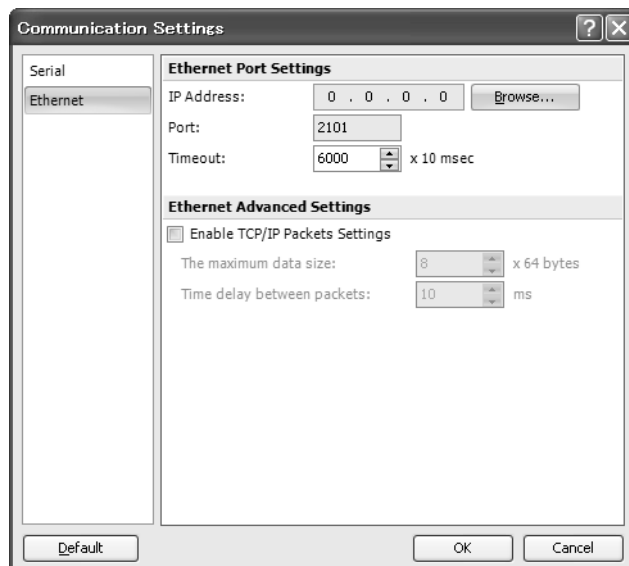 Communication Settings
Serial
Ethernet
Ethernet Port Settings
IP Address: 0 . 0 . 0 . 0 Browse...
Port: 2101
Timeout: 6000 x 10 msec
Ethernet Advanced Settings
Enable TCP/IP Packets Settings
The maximum data size: 8 x 64 bytes
Time delay between packets: 10 ms
Default OK Cancel